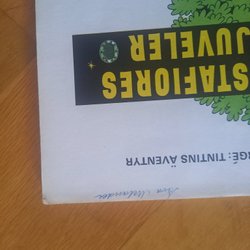 GÉ: TINTINS ÄVENTYR
STAFIORES
JUVELER